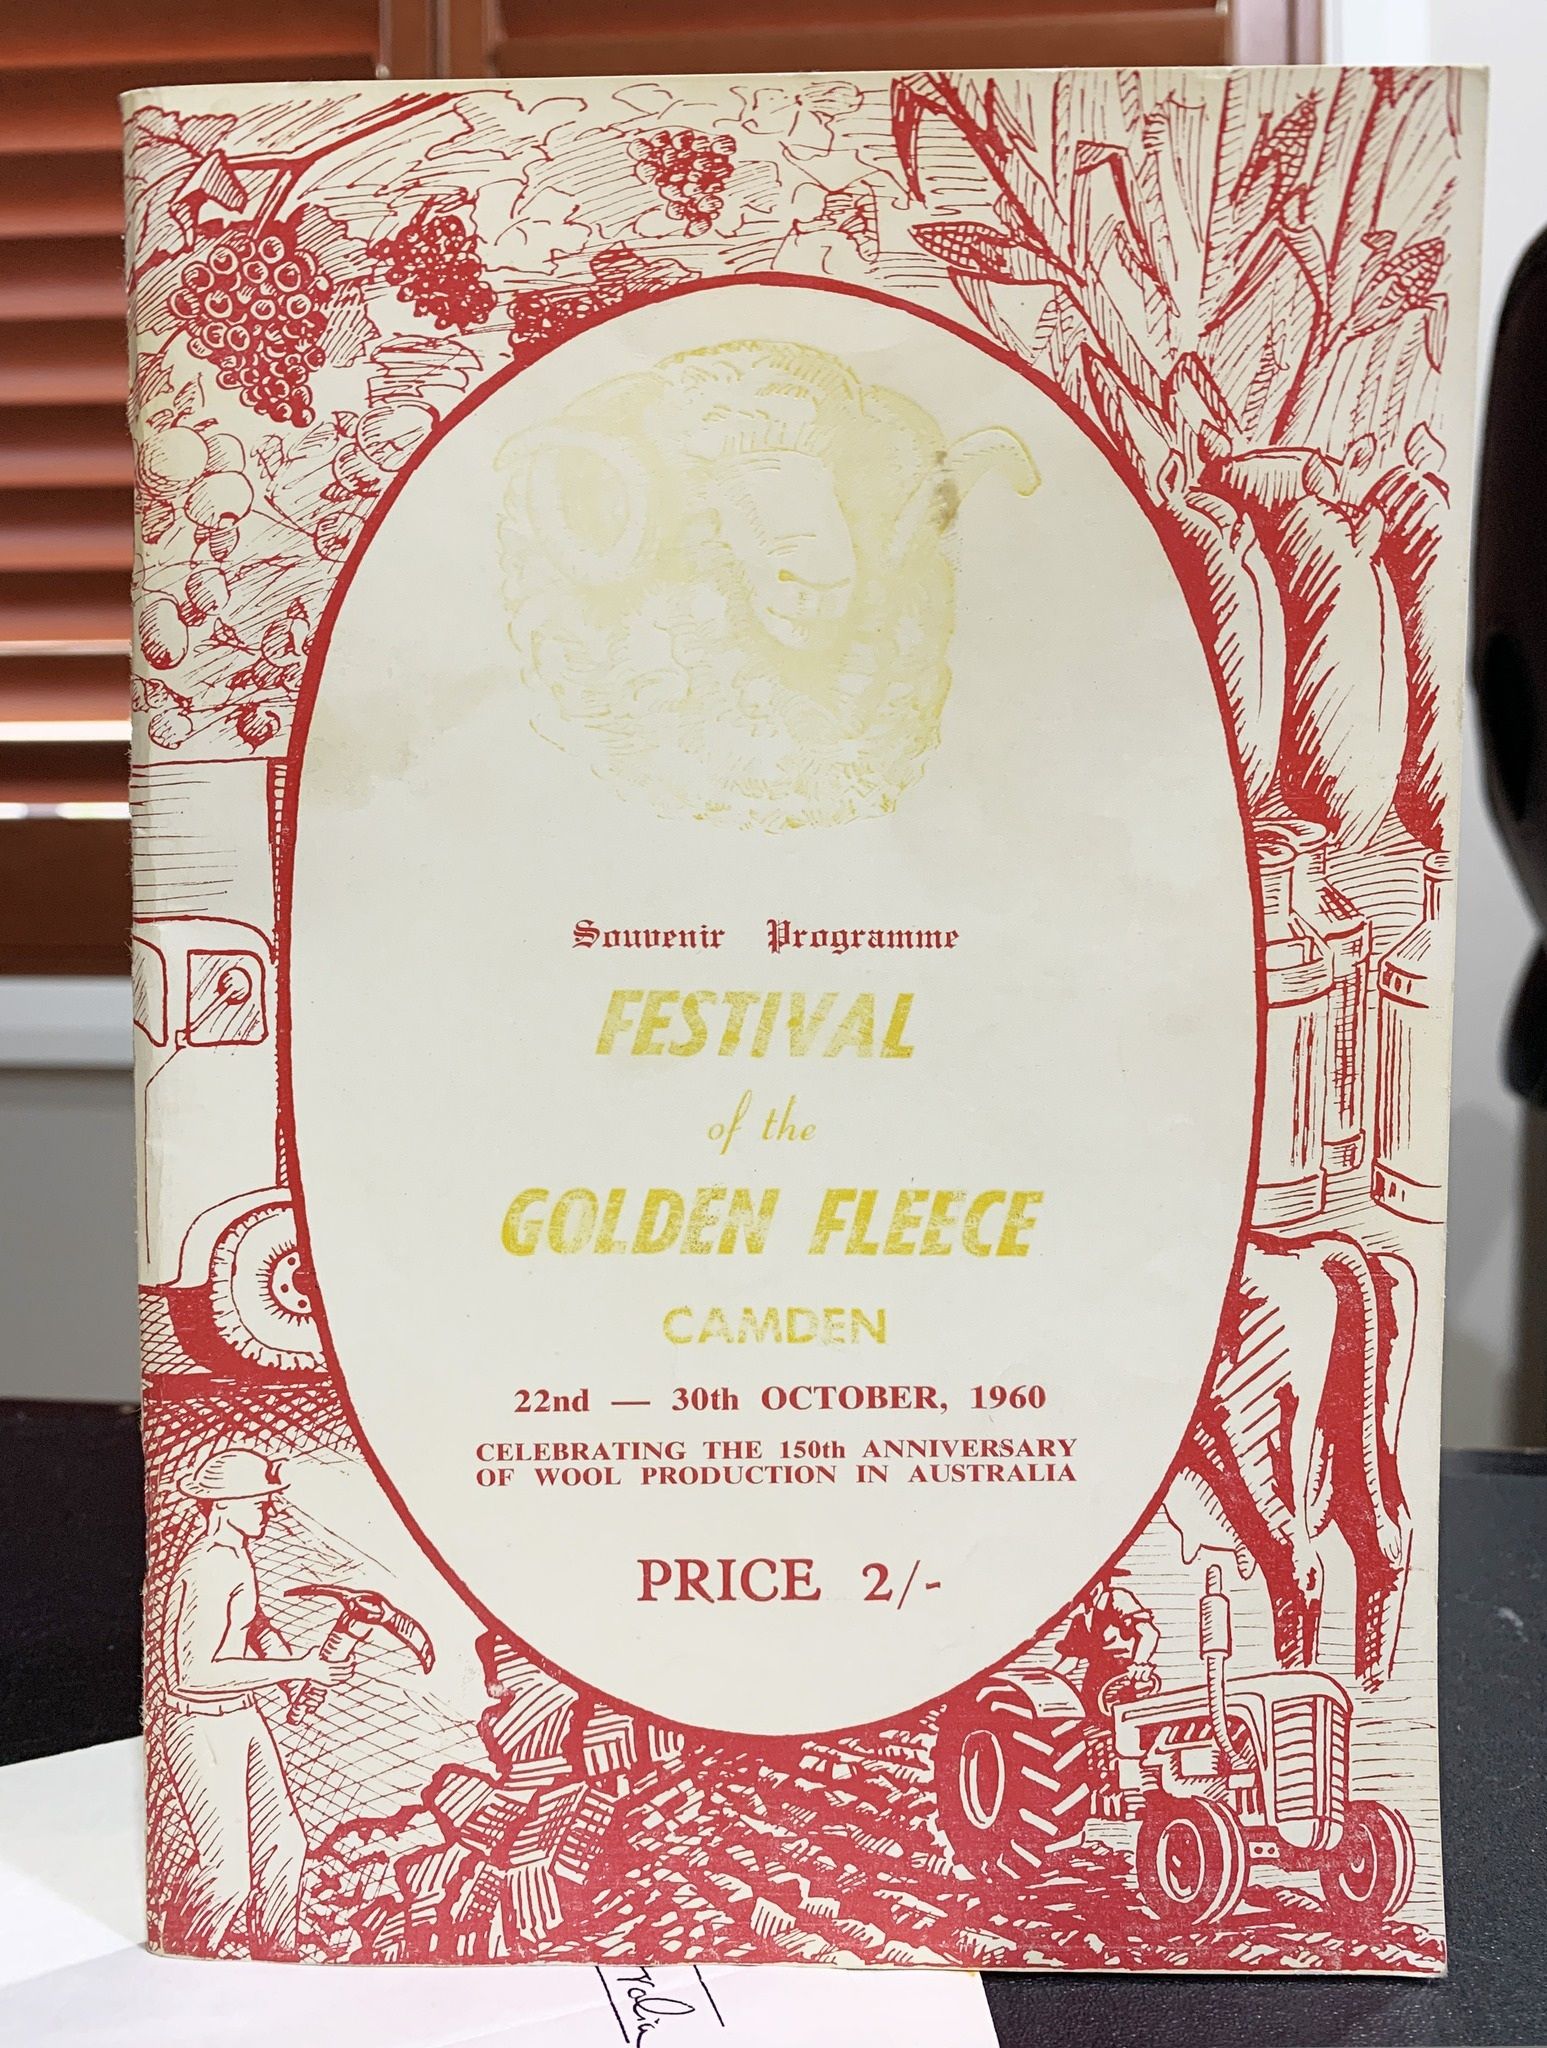 Souvenir Programme
FESTIVAL
of the
GOLDEN FLEECE
CAMDEN
22nd — 30th OCTOBER, 1960
CELEBRATING THE 150th ANNIVERSARY
OF WOOL PRODUCTION IN AUSTRALIA
PRICE 2/-